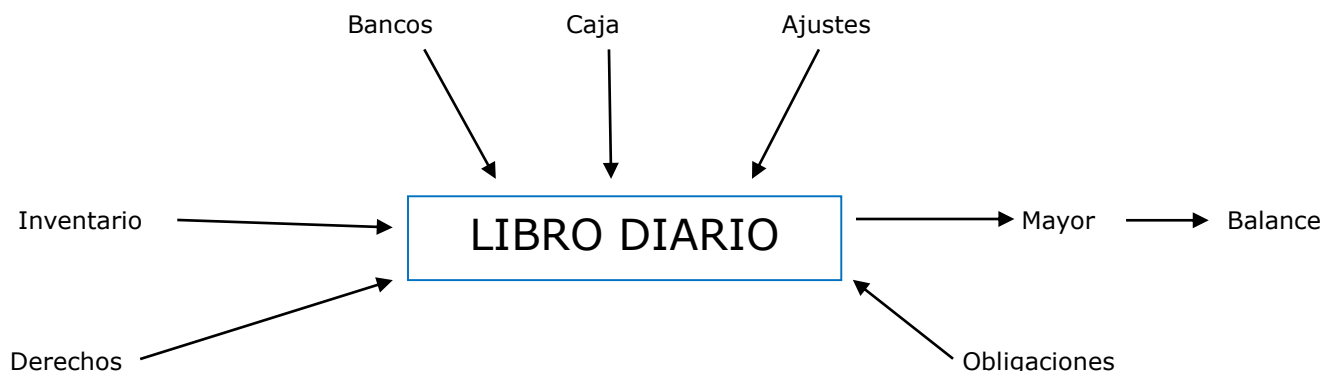 Bancos Caja Ajustes
Inventario LIBRO DIARIO Mayor Balance
Derechos Obligaciones